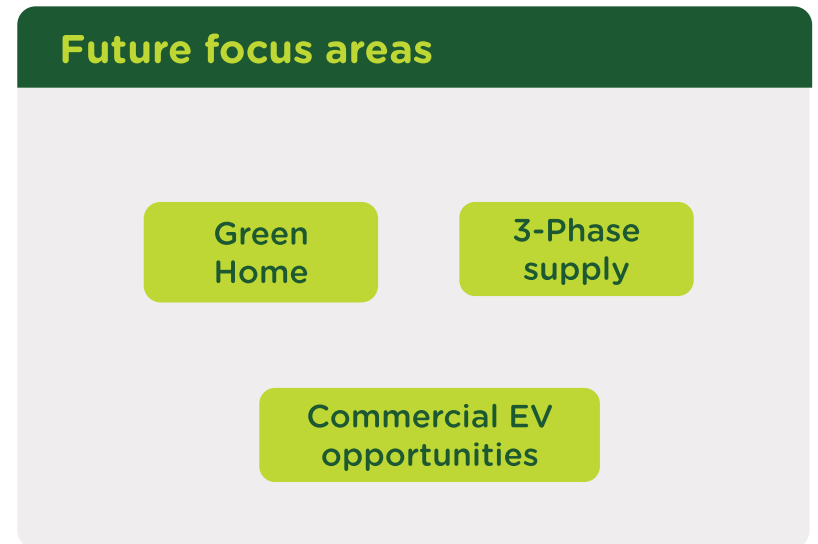 Future focus areas
Green
Home
3-Phase
supply
Commercial EV
opportunities